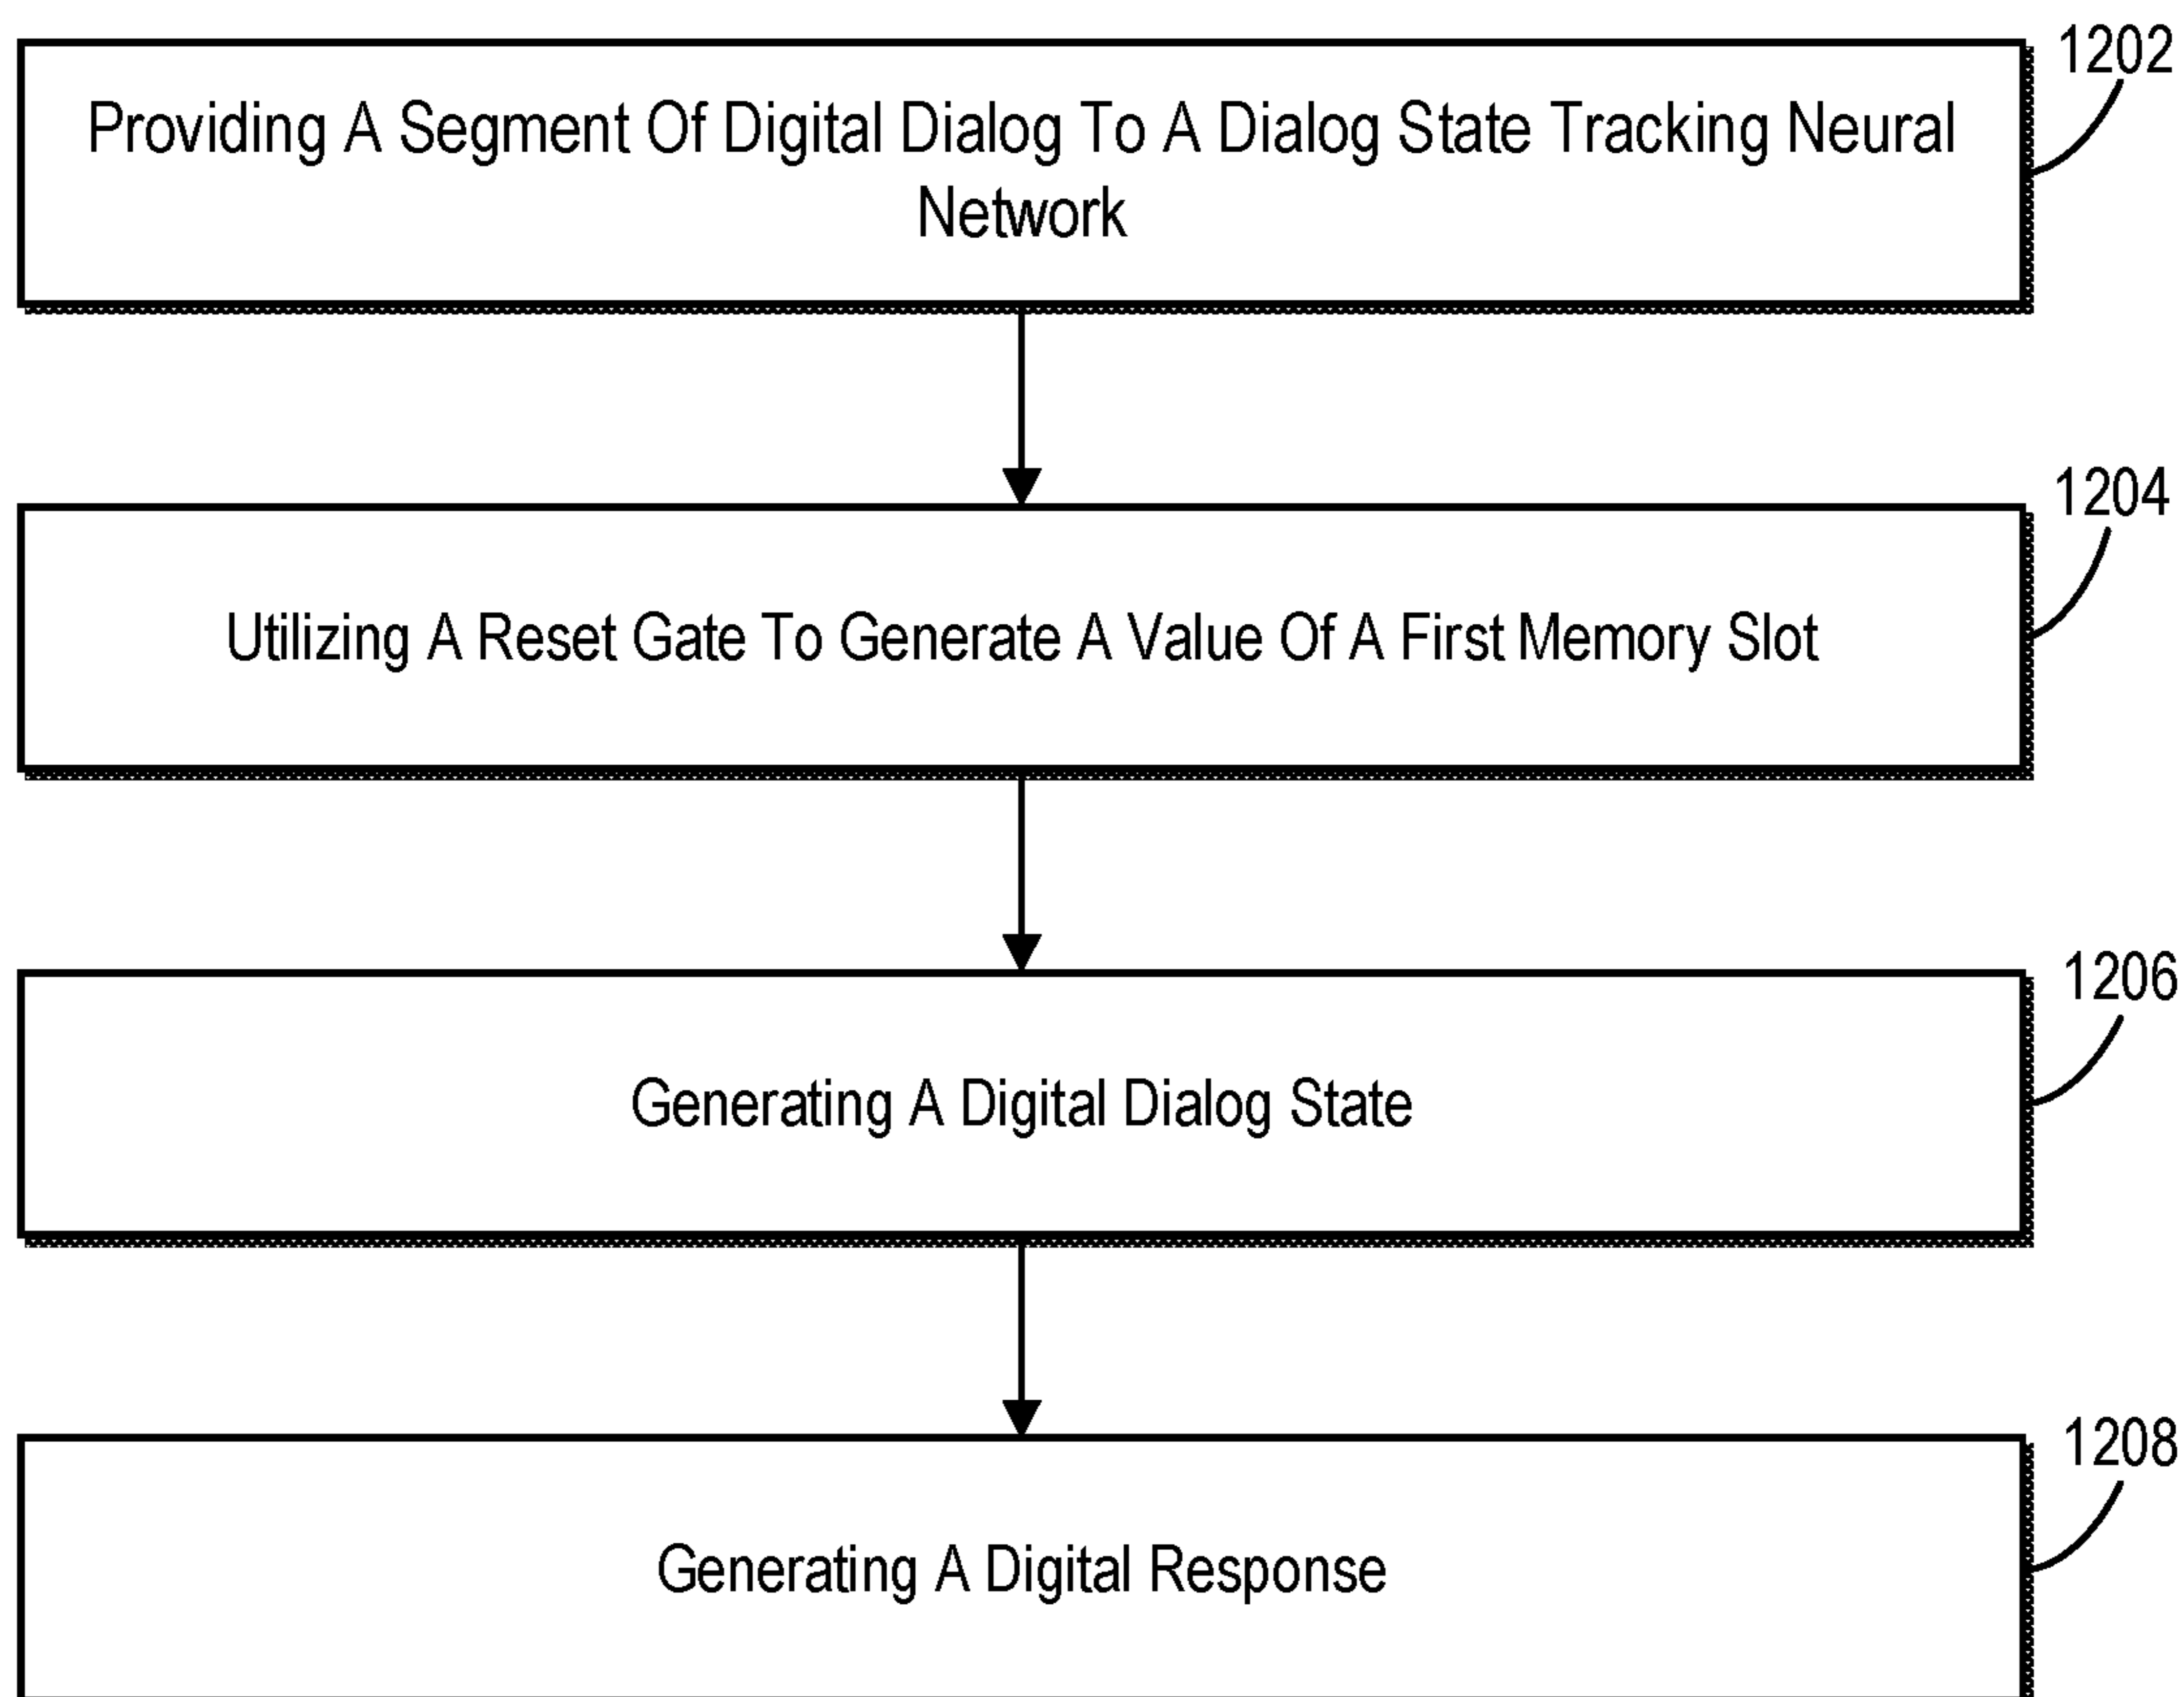 1202
Providing A Segment Of Digital Dialog To A Dialog State Tracking Neural
Network
1204
Utilizing A Reset Gate To Generate A Value Of A First Memory Slot
1206
Generating A Digital Dialog State
1208
Generating A Digital Response